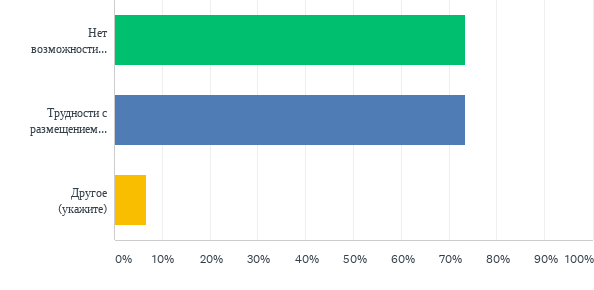 Нет
возможности...
Трудности с
размещением...
Другое
(укажите)
0% 10% 20% 30% 40% 50% 60% 70% 80% 90% 100%